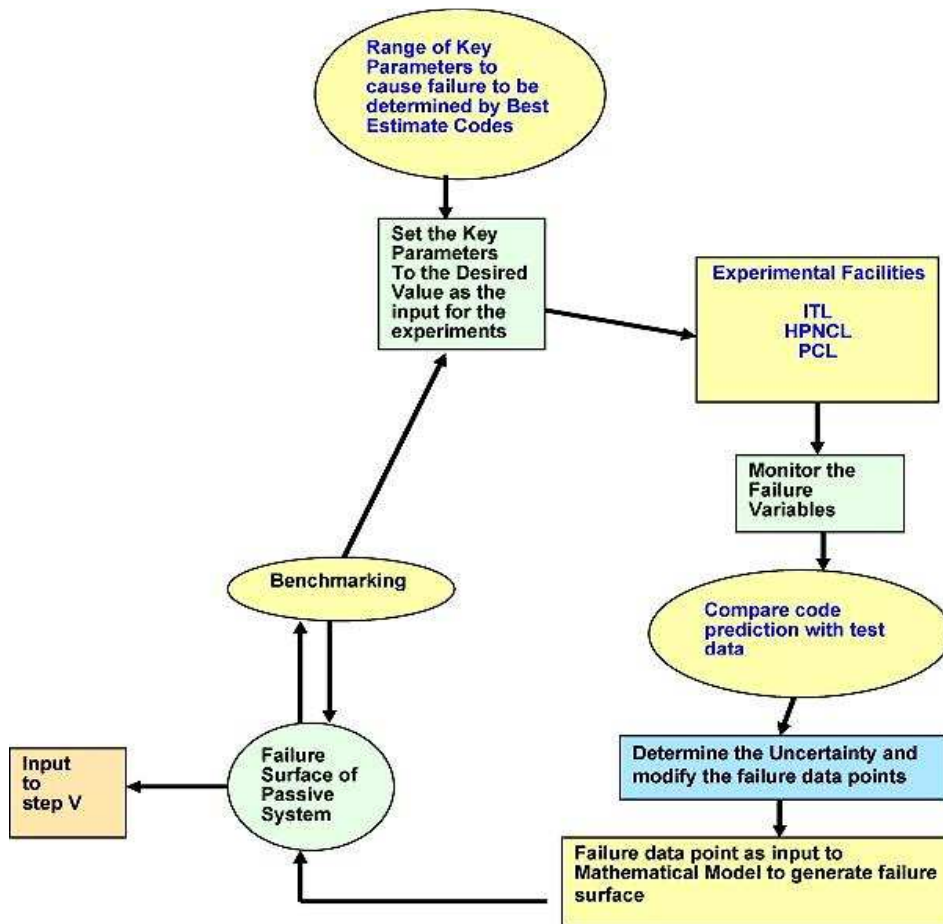 Range of Key
Parameters to
cause failure to be
determined by Best
Estimate Codes
Set the Key
Parameters
To the Desired
Value as the
input for the
experiments
Experimental Facilities
ITL
HPNCL
PCL
Monitor the
Failure
Variables
Compare code
prediction with test
data
Determine the Uncertainty and
modify the failure data points
Failure data point as input to
Mathematical Model to generate failure
surface
Benchmarking
Failure
Surface of
Passive
System
Input
to
step V